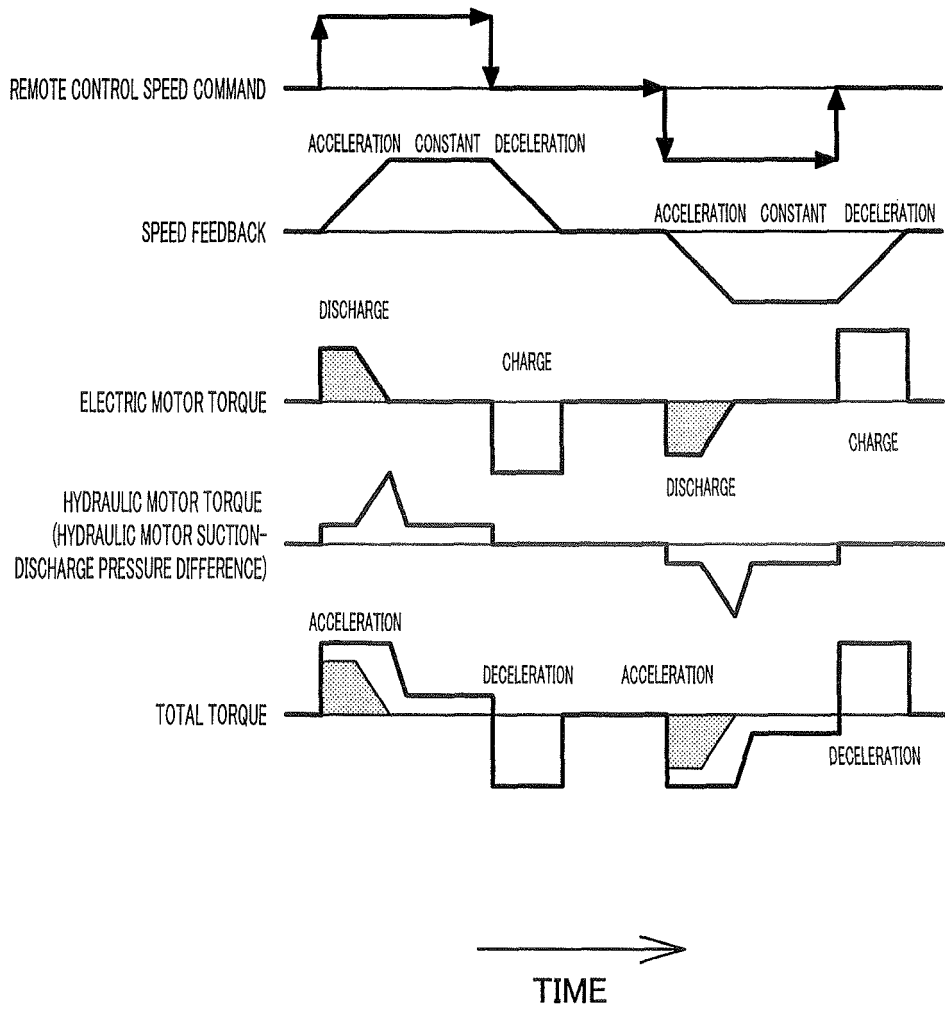 REMOTE CONTROL SPEED COMMAND
ACCELERATION CONSTANT DECELERATION
SPEED FEEDBACK
ACCELERATION CONSTANT DECELERATION
DISCHARGE
CHARGE
ELECTRIC MOTOR TORQUE
CHARGE
DISCHARGE
HYDRAULIC MOTOR TORQUE
(HYDRAULIC MOTOR SUCTION-
DISCHARGE PRESSURE DIFFERENCE)
ACCELERATION
DECELERATION
ACCELERATION
TOTAL TORQUE
DECELERATION
TIME